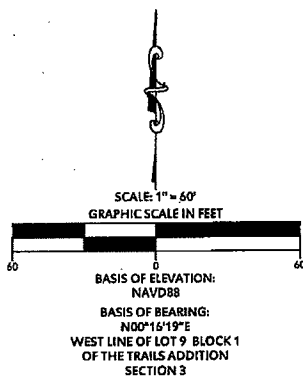 SCALE: 1" = 60'
GRAPHIC SCALE IN FEET
60 0 60
BASIS OF ELEVATION:
NAVD88
BASIS OF BEARING:
N00°16'19"E
WEST LINE OF LOT 9 BLOCK 1
OF THE TRAILS ADDITION
SECTION 3